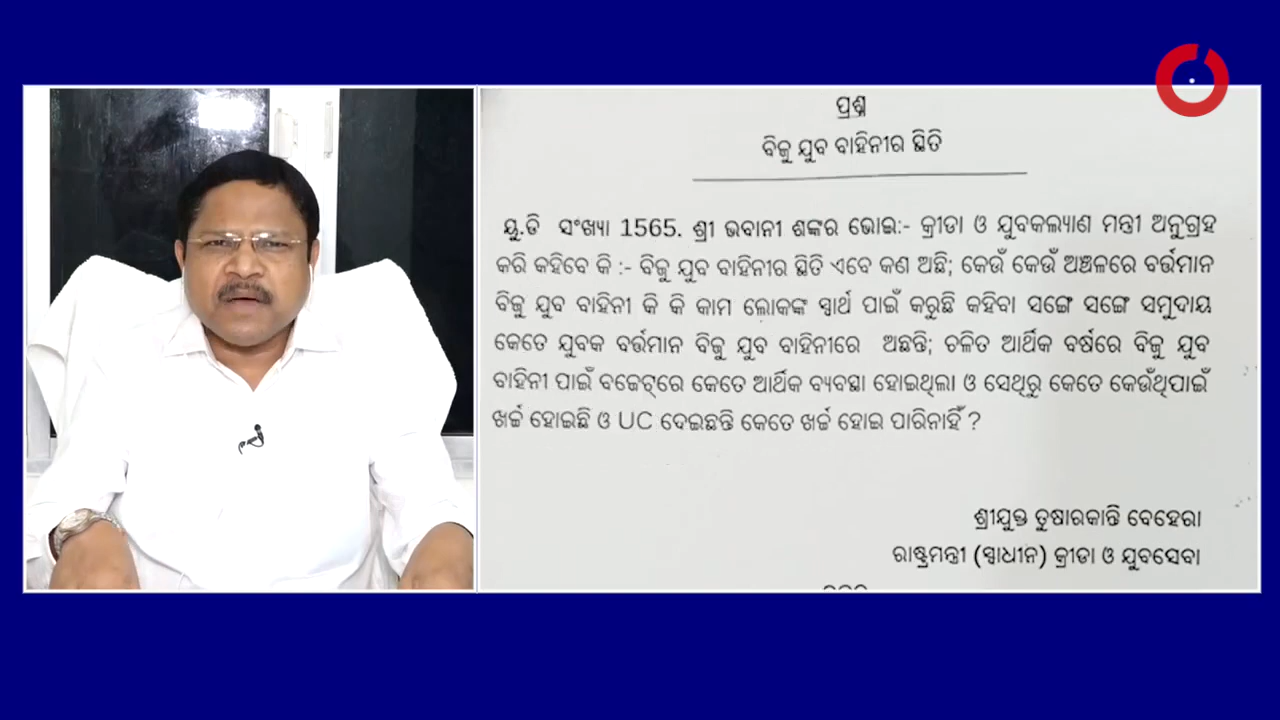 ପ୍ରଶ୍ନ
ବିଜୁ ଯୁବ ବାହିନୀର ସ୍ଥିତି
ୟୁ.ଡି ସଂଖ୍ୟା 1565. ଶ୍ରୀ ଭବାନୀ ଶଙ୍କର ଭୋଇ:- କ୍ରୀଡା ଓ ଯୁବକଲ୍ୟାଣ ମନ୍ତ୍ରୀ ଅନୁଗ୍ରହ
କରି କହିବେ କି :- ବିଜୁ ଯୁବ ବାହିନୀର ସ୍ଥିତି ଏବେ କଣ ଅଛି; କେଉଁ କେଉଁ ଅଞ୍ଚଳରେ ବର୍ତ୍ତମାନ
ବିଜୁ ଯୁବ ବାହିନୀ କି କି କାମ ଲୋକଙ୍କ ସ୍ୱାର୍ଥ ପାଇଁ କରୁଛି କହିବା ସଙ୍ଗେ ସଙ୍ଗେ ସମୁଦାୟ
କେତେ ଯୁବକ ବର୍ତ୍ତମାନ ବିଜୁ ଯୁବ ବାହିନୀରେ ଅଛନ୍ତି; ଚଳିତ ଆର୍ଥିକ ବର୍ଷରେ ବିଜୁ ଯୁବ
ବାହିନୀ ପାଇଁ ବଜେଟ୍‌ରେ କେତେ ଆର୍ଥିକ ବ୍ୟବସ୍ଥା ହୋଇଥିଲା ଓ ସେଥିରୁ କେତେ କେଉଁଥିପାଇଁ
ଖର୍ଚ୍ଚ ହୋଇଛି ଓ UC ଦେଇଛନ୍ତି କେତେ ଖର୍ଚ୍ଚ ହୋଇ ପାରିନାହିଁ ?
ଶ୍ରୀଯୁକ୍ତ ତୁଷାରକାନ୍ତି ବେହେରା
ରାଷ୍ଟ୍ରମନ୍ତ୍ରୀ (ସ୍ୱାଧୀନ) କ୍ରୀଡା ଓ ଯୁବସେବା